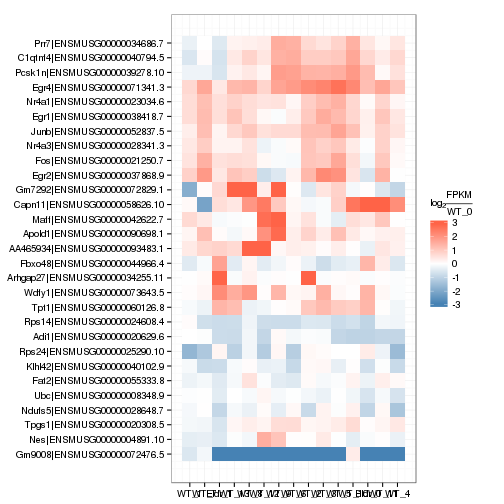 Prr7|ENSMUSG00000034686.7
C1qtnf4|ENSMUSG00000040794.5
Pcsk1n|ENSMUSG00000039278.10
Egr4|ENSMUSG00000071341.3
Nr4a1|ENSMUSG00000023034.6
Egr1|ENSMUSG00000038418.7
Junb|ENSMUSG00000052837.5
Nr4a3|ENSMUSG00000028341.3
Fos|ENSMUSG00000021250.7
Egr2|ENSMUSG00000037868.9
Gm7292|ENSMUSG00000072829.1
Capn11|ENSMUSG00000058626.10
Maff|ENSMUSG00000042622.7
Apold1|ENSMUSG00000090698.1
AA465934|ENSMUSG00000093483.1
Fbxo48|ENSMUSG00000044966.4
Arhgap27|ENSMUSG00000034255.11
Wdfy1|ENSMUSG00000073643.5
Tpt1|ENSMUSG00000060126.8
Rps14|ENSMUSG00000024608.4
Adi1|ENSMUSG00000020629.6
Rps24|ENSMUSG00000025290.10
Klhl42|ENSMUSG00000040102.9
Fat2|ENSMUSG00000055333.8
Ubc|ENSMUSG00000008348.9
Ndufs5|ENSMUSG00000028648.7
Tpgs1|ENSMUSG00000020308.5
Nes|ENSMUSG00000004891.10
Gm9008|ENSMUSG00000072476.5
log2 FPKM
WT_0
3
2
1
0
-1
-2
-3